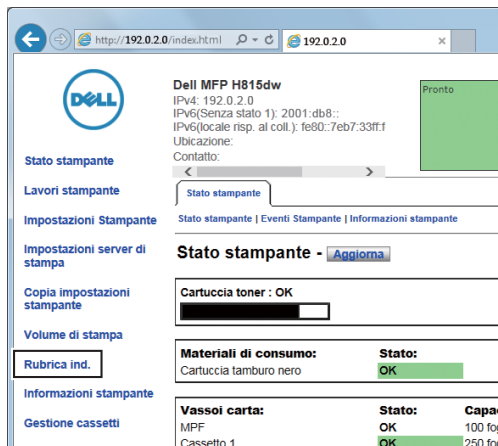 http://192.0.2.0/index.html
192.0.2.0
DELL
Dell MFP H815dw
IPv4: 192.0.2.0
IPv6(Senza stato 1): 2001:db8::
IPv6(locale risp. al coll.): fe80::7eb7:33ff:f
Ubicazione:
Contatto:
Pronto
Stato stampante
Lavori stampante
Impostazioni Stampante
Impostazioni server di
stampa
Copia impostazioni
stampante
Volume di stampa
Rubrica ind.
Informazioni stampante
Gestione cassetti
Stato stampante
Stato stampante | Eventi Stampante | Informazioni stampante
Stato stampante - Aggiorna
Cartuccia toner : OK
Materiali di consumo: Stato:
Cartuccia tamburo nero OK
Vassoi carta: Stato: Capac
MPF OK 100 fog
Cassetto 1 OK 250 fog